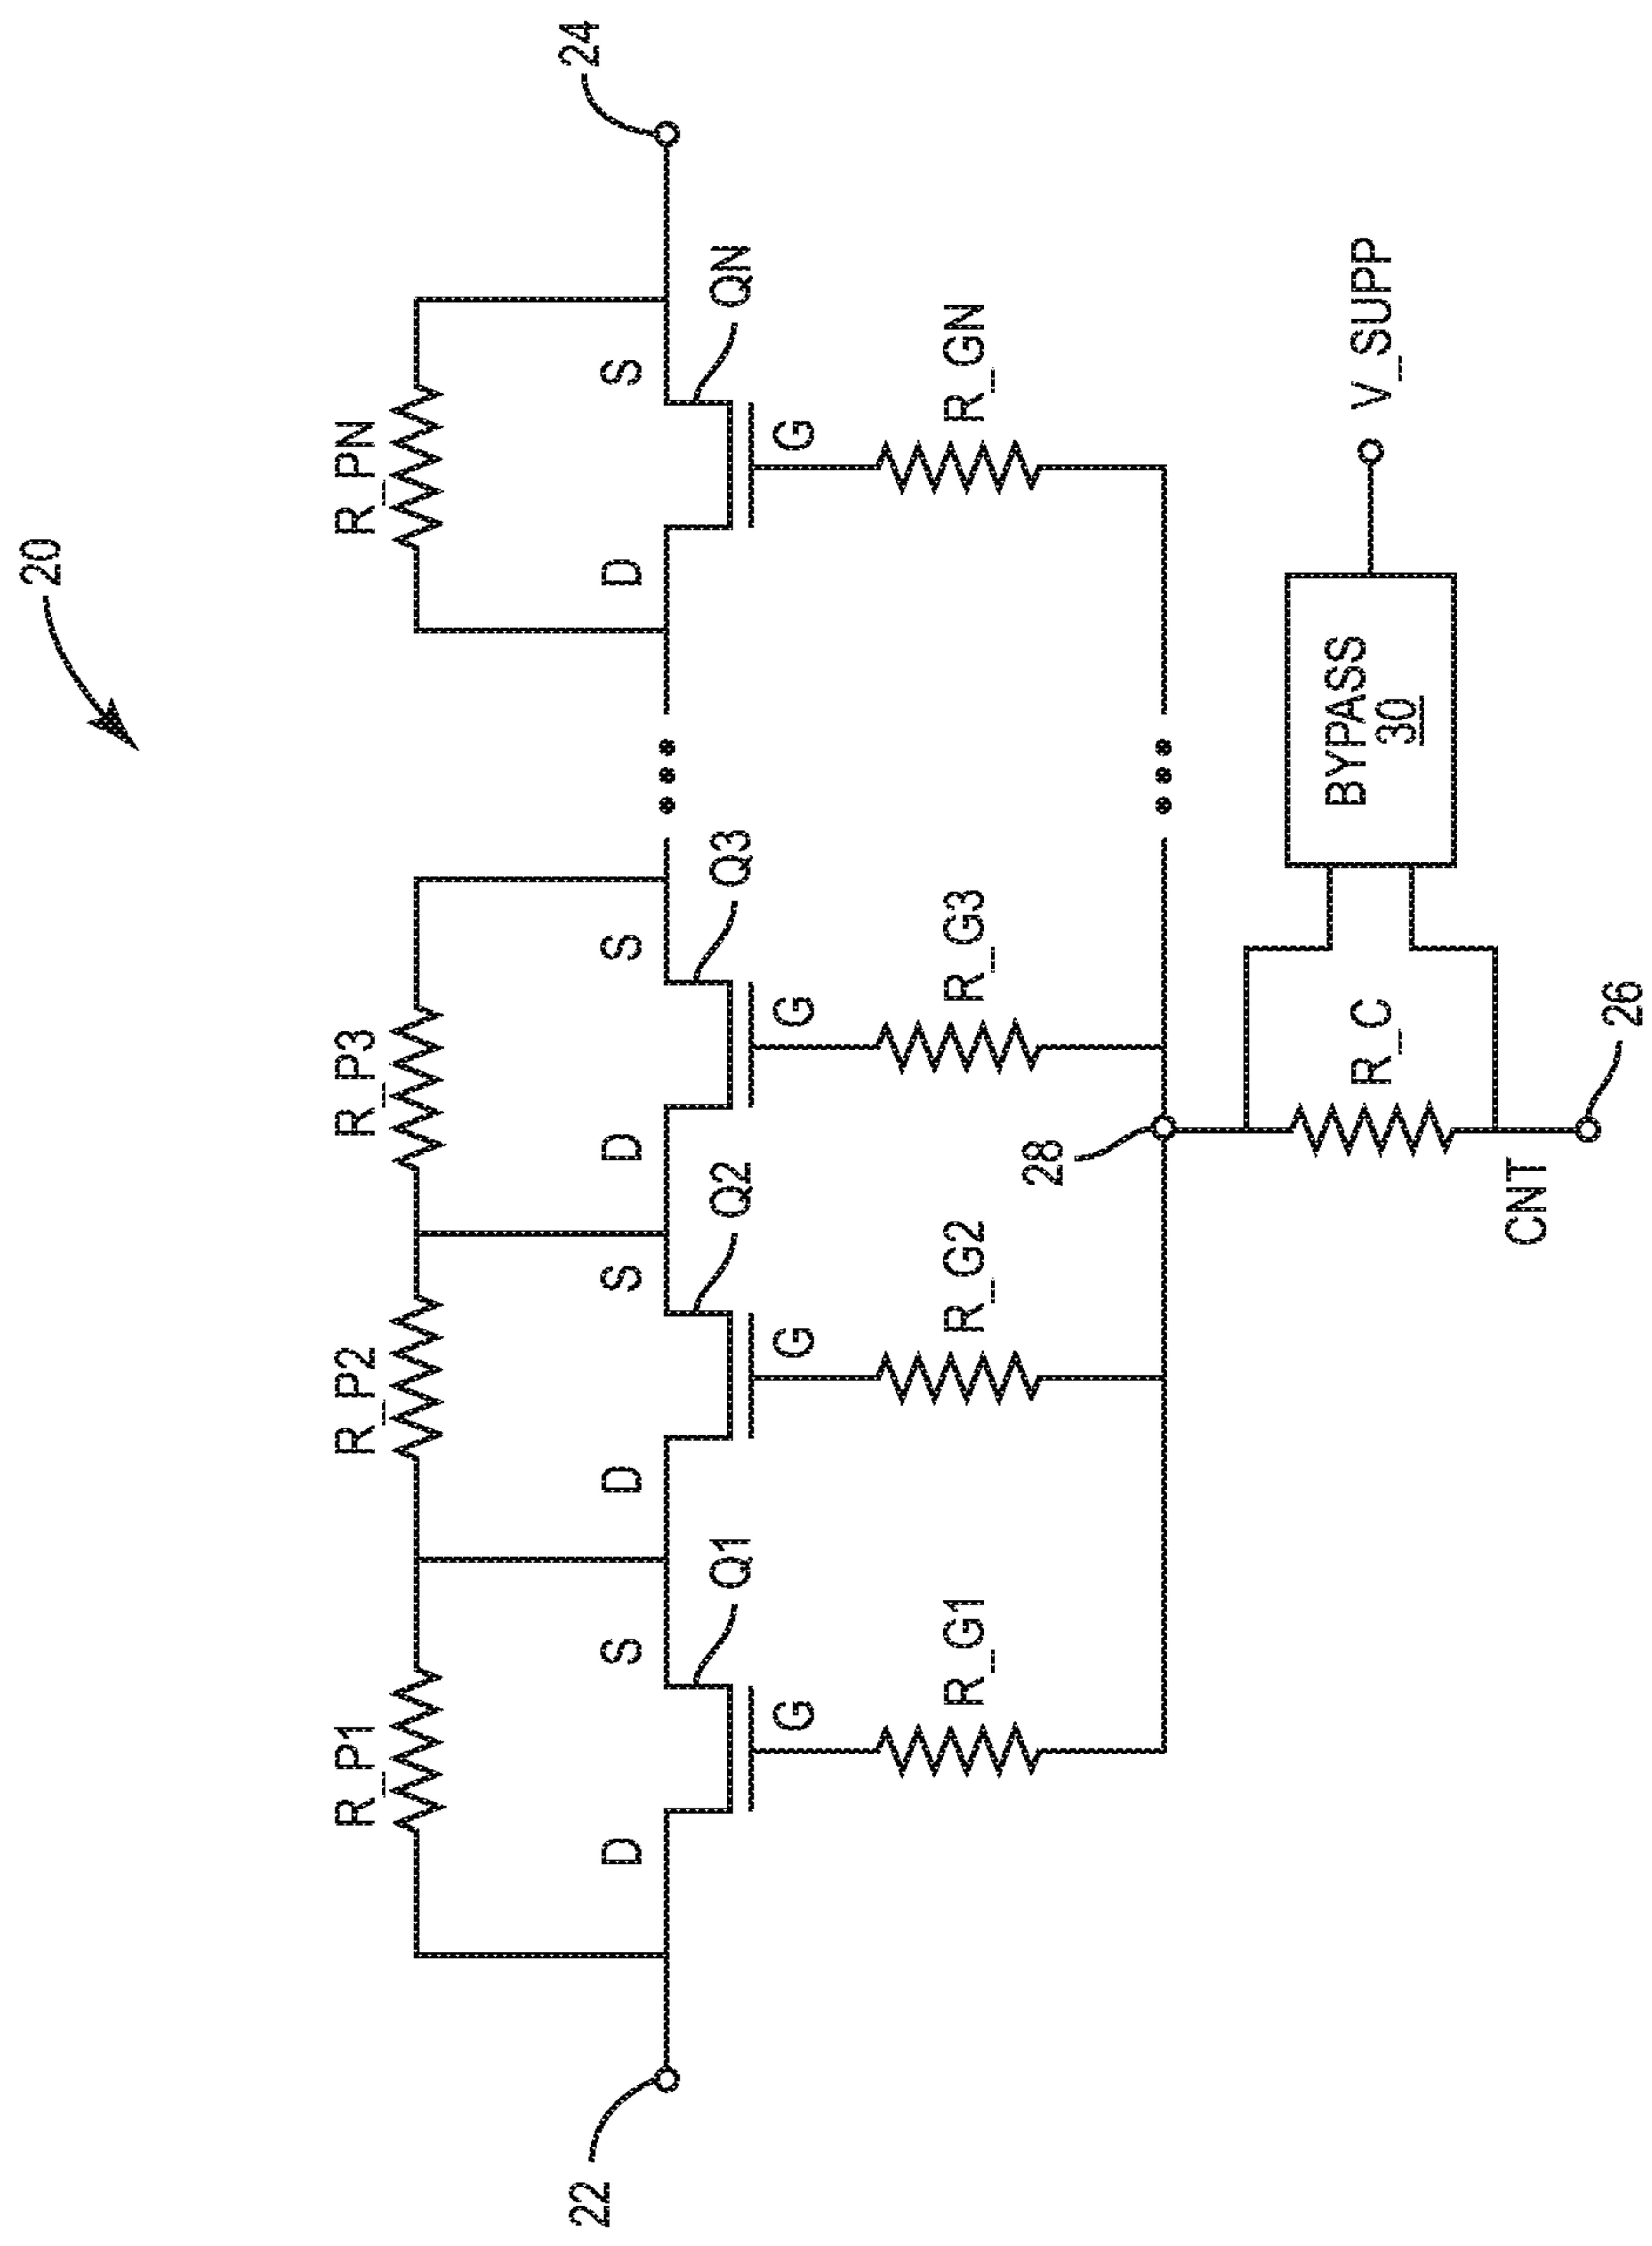 20
R_P1
R_P2
R_P3
R_PN
D
S
D
S
D
S
D
S
22
24
Q1
Q2
Q3
QN
G
G
G
G
R_G1
R_G2
R_G3
R_GN
28
R_C
BYPASS
30
V_SUPP
CNT
26